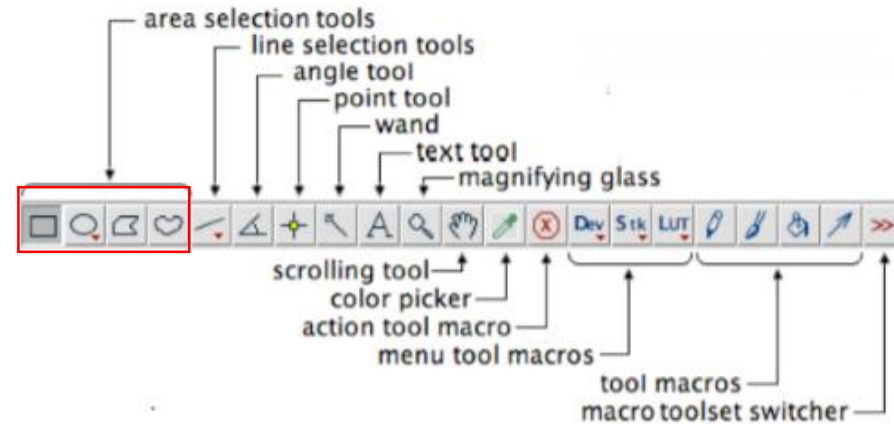 area selection tools
line selection tools
angle tool
point tool
wand
text tool
magnifying glass
A
Dev Stk LUT
>>
scrolling tool
color picker
action tool macro
menu tool macros
tool macros
macro toolset switcher